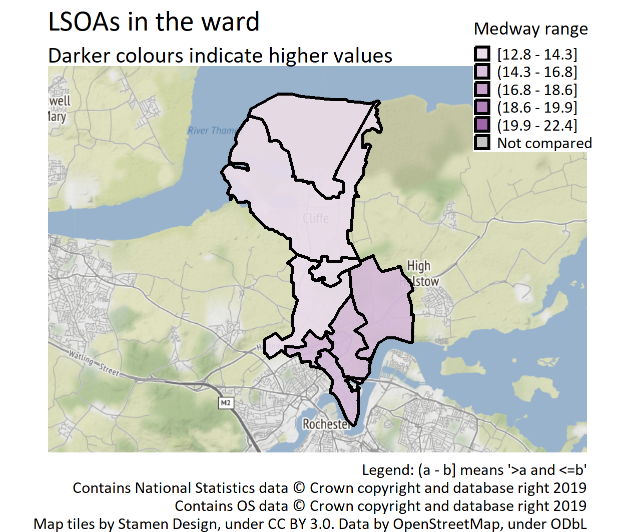 LSOAs in the ward
Darker colours indicate higher values
Medway range
[12.8 - 14.3]
(14.3 - 16.8]
(16.8 - 18.6]
(18.6 - 19.9]
(19.9 - 22.4]
Not compared
River Tham
Cliffe
High
Watling-Street
M2
Rochester
Legend: (a - b] means '>a and <=b'
Contains National Statistics data © Crown copyright and database right 2019
Contains OS data © Crown copyright and database right 2019
Map tiles by Stamen Design, under CC BY 3.0. Data by OpenStreetMap, under ODbL